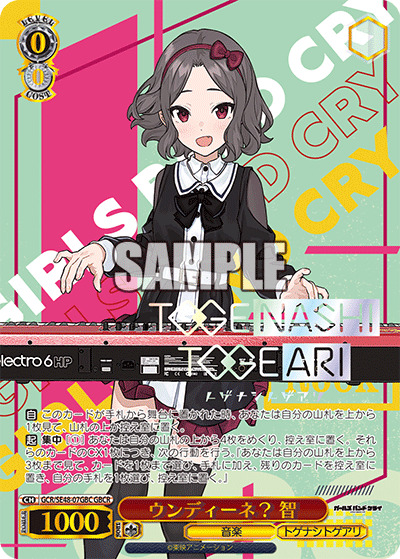 レベル
0
0
COST
GIRLS BAND CRY
SAMPLE
TOGENASHI
TOGEARI
トゲナシトゲアリ
electro 6 HP
【自】 このカードが手札から舞台に置かれた時、あなたは自分の山札を上から
1枚見て、山札の上か控え室に置く。
【起】 集中 [(1)] あなたは自分の山札の上から4枚をめくり、控え室に置く。それ
らのカードのCX1枚につき、次の行動を行う。『あなたは自分の山札を上から
3枚まで見て、カードを1枚まで選び、手札に加え、残りのカードを控え室に
置き、自分の手札を1枚選び、控え室に置く。』
CH GCR/SE48-07GBC GBCR
1000
ウンディーネ? 智
音楽
トゲナシトゲアリ
ガールズバンドクライ
©東映アニメーション